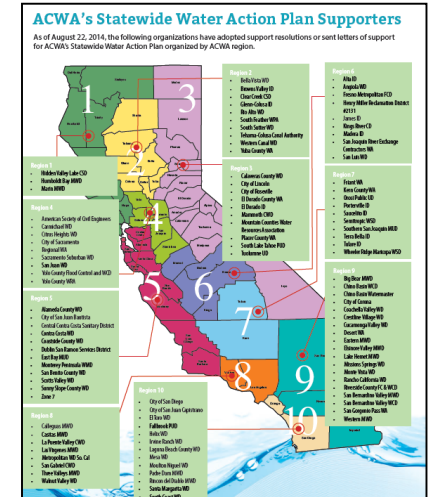 ACWA's Statewide Water Action Plan Supporters
As of August 22, 2014, the following organizations have adopted support resolutions or sent letters of support
for ACWA's Statewide Water Action Plan organized by ACWA region.
Region 1
Hidden Valley Lake CSD
Humboldt Bay MWD
Marin MWD
Region 2
Bella Vista WD
Browns Valley ID
Clear Creek CSD
Glenn-Colusa ID
Rio Alto WD
South Feather WPA
South Sutter WD
Tehama-Colusa Canal Authority
Western Canal WD
Yuba County WA
Region 3
Calaveras County WD
City of Lincoln
City of Roseville
El Dorado County WA
El Dorado ID
Mammoth CWD
Mountain Counties Water
Resources Association
Placer County WA
South Lake Tahoe PUD
Tuolumne UD
Region 4
American Society of Civil Engineers
Carmichael WD
Citrus Heights WD
City of Sacramento
Regional WA
Sacramento Suburban WD
San Juan WD
Yolo County Flood Control and WCD
Yolo County WRA
Region 5
Alameda County WD
City of San Juan Bautista
Central Contra Costa Sanitary District
Contra Costa WD
Coastside County WD
Dublin San Ramon Services District
East Bay MUD
Monterey Peninsula WMD
San Benito County WD
Scotts Valley WD
Sunny Slope County WD
Zone 7
Region 6
Alta ID
Angiola WD
Fresno Metropolitan FCD
Henry Miller Reclamation District
#2131
James ID
Kings River CD
Madera ID
San Joaquin River Exchange
Contractors WA
San Luis WD
Region 7
Friant WA
Kern County WA
Orosi Public UD
Porterville ID
Saucelito ID
Semitropic WSD
Southern San Joaquin MUD
Terra Bella ID
Tulare ID
Wheeler Ridge-Maricopa WSD
Region 8
Calleguas MWD
Casitas MWD
La Puente Valley CWD
Las Virgenes MWD
Metropolitan WD So. Cal
San Gabriel CWD
Three Valleys MWD
Walnut Valley WD
Region 9
Big Bear MWD
Chino Basin WCD
Chino Basin Watermaster
City of Corona
Coachella Valley WD
Crestline Village WD
Cucamonga Valley WD
Desert WA
Eastern MWD
Elsinore Valley MWD
Lake Hemet MWD
Missions Springs WD
Monte Vista WD
Rancho California WD
Riverside County FC & WCD
San Bernardino Valley MWD
San Bernardino Valley WCD
San Gorgonio Pass WA
Western MWD
Region 10
City of San Diego
City of San Juan Capistrano
El Toro WD
Fallbrook PUD
Helix WD
Irvine Ranch WD
Laguna Beach County WD
Mesa WD
Moulton Niguel WD
Padre Dam MWD
Rincon del Diablo MWD
Santa Margarita WD
South Coast WD
1
2
3
4
5
6
7
8
9
10